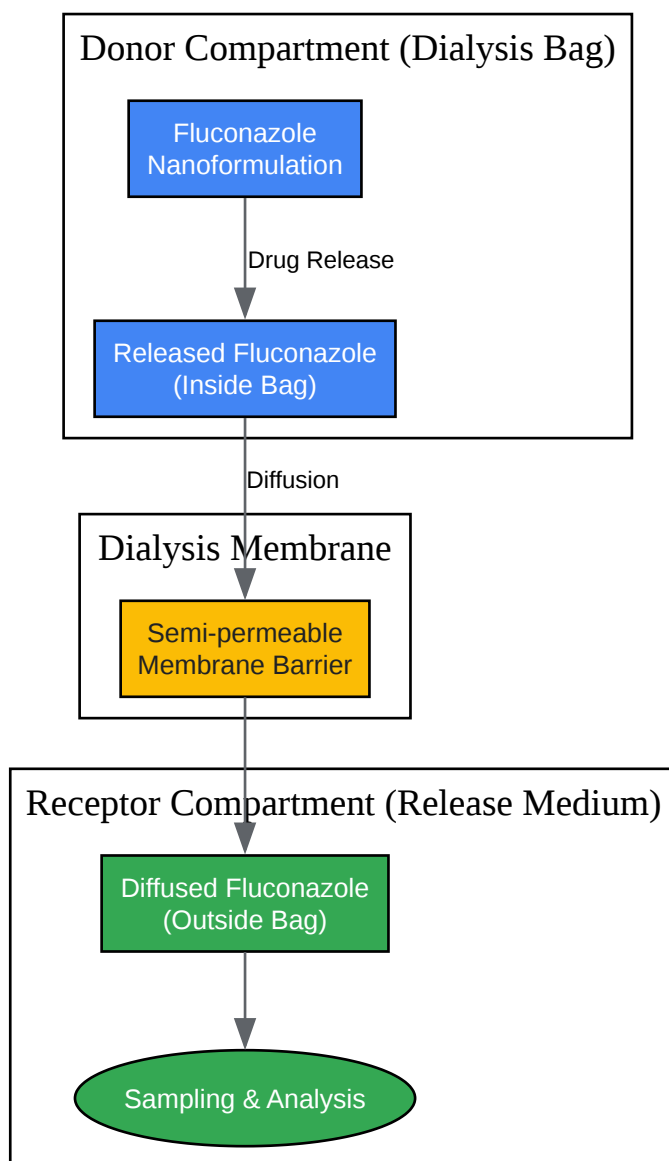 Donor Compartment (Dialysis Bag)
Fluconazole
Nanoformulation
Drug Release
Released Fluconazole
(Inside Bag)
Diffusion
Dialysis Membrane
Semi-permeable
Membrane Barrier
Receptor Compartment (Release Medium)
Diffused Fluconazole
(Outside Bag)
Sampling & Analysis